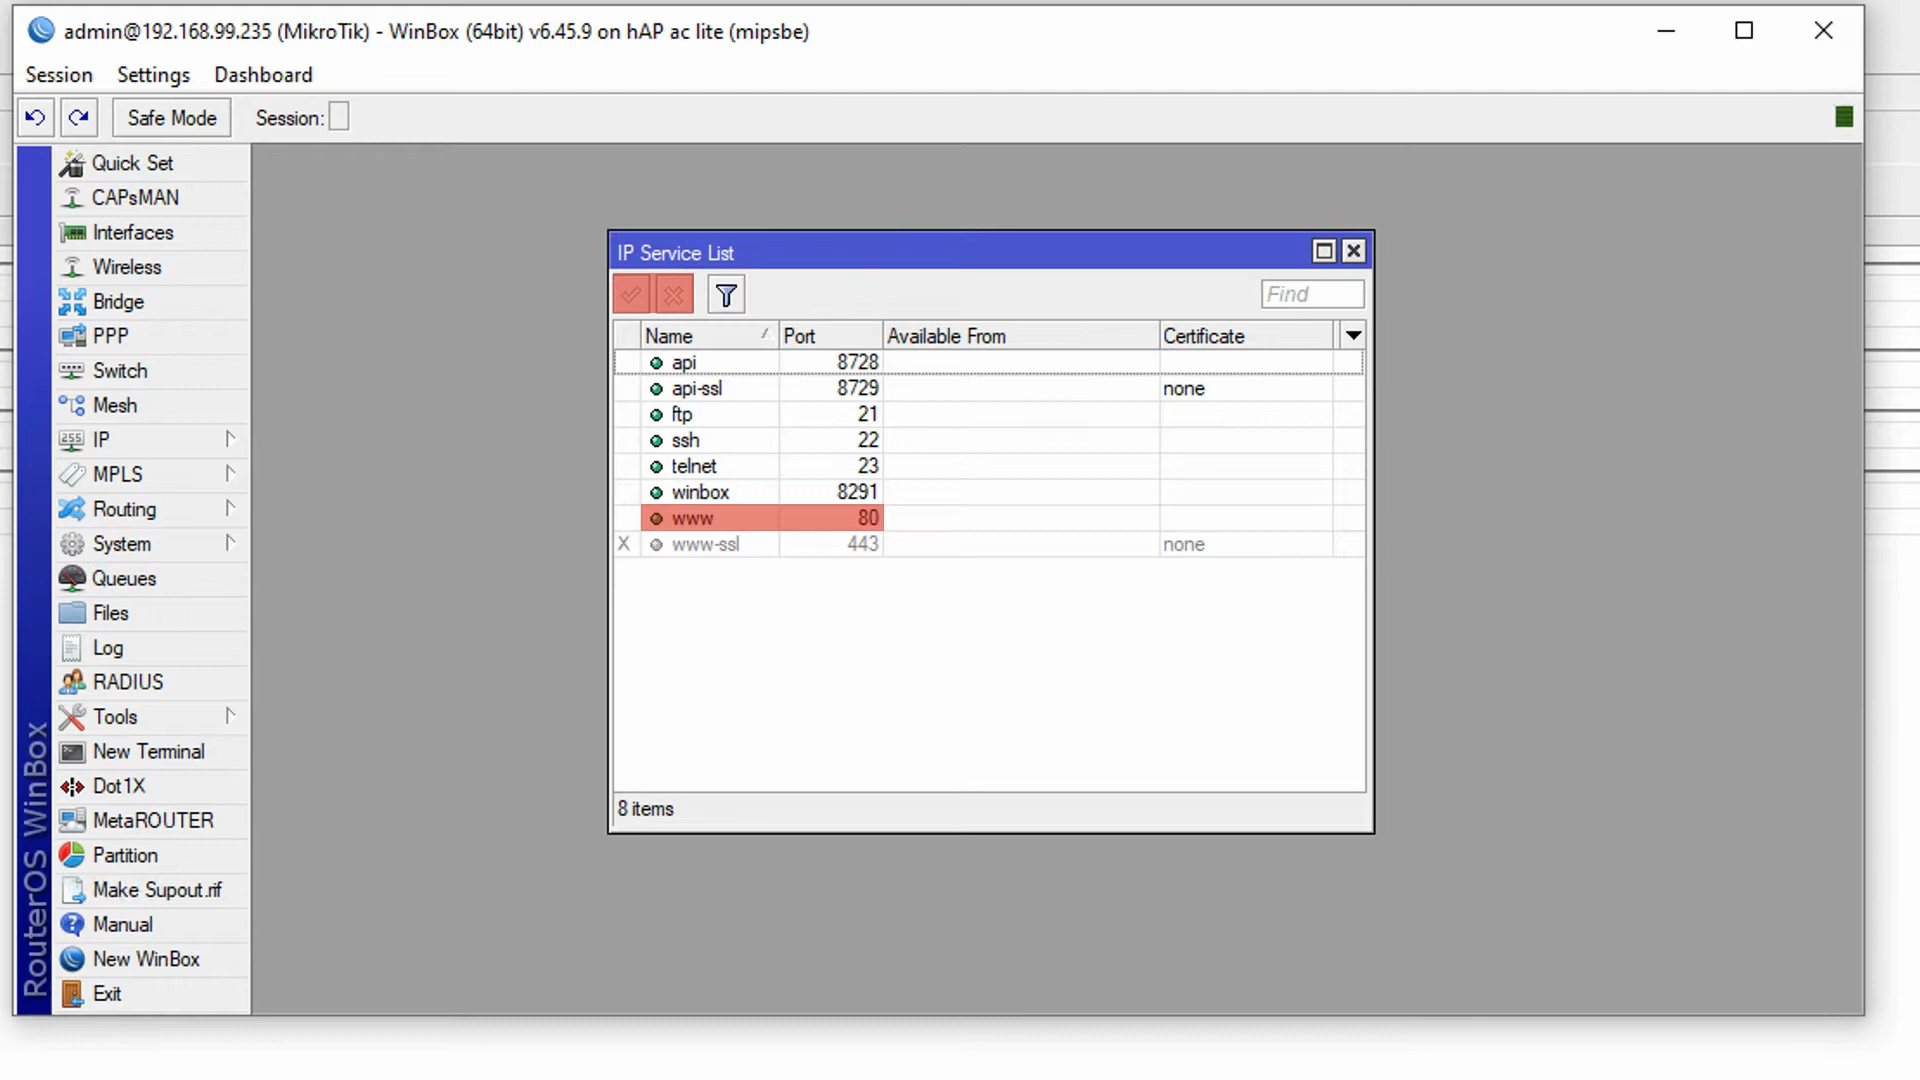 admin@192.168.99.235 (MikroTik) - WinBox (64bit) v6.45.9 on hAP ac lite (mipsbe)
Session Settings Dashboard
Safe Mode Session:
Quick Set
CAPsMAN
Interfaces
Wireless
Bridge
PPP
Switch
Mesh
255 IP
MPLS
Routing
System
Queues
Files
Log
RADIUS
Tools
New Terminal
Dot1X
MetaROUTER
Partition
Make Supout.rif
Manual
New WinBox
Exit
RouterOS WinBox
IP Service List
Find
Name Port Available From Certificate
api 8728
api-ssl 8729 none
ftp 21
ssh 22
telnet 23
winbox 8291
www 80
X www-ssl 443 none
8 items